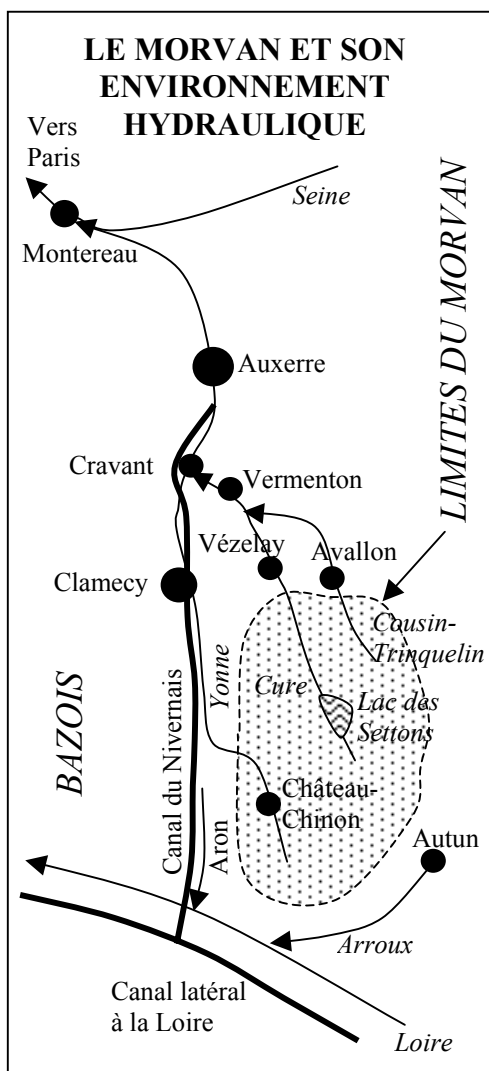 LE MORVAN ET SON
ENVIRONNEMENT
HYDRAULIQUE
Vers
Paris
Seine
Montereau
LIMITES DU MORVAN
Auxerre
Cravant
Vermenton
Vézelay
Avallon
Clamecy
Cousin-
Trinquelin
Yonne
Cure
Lac des
Settons
BAZOIS
Canal du Nivernais
Château-
Chinon
Aron
Autun
Arroux
Canal latéral
à la Loire
Loire